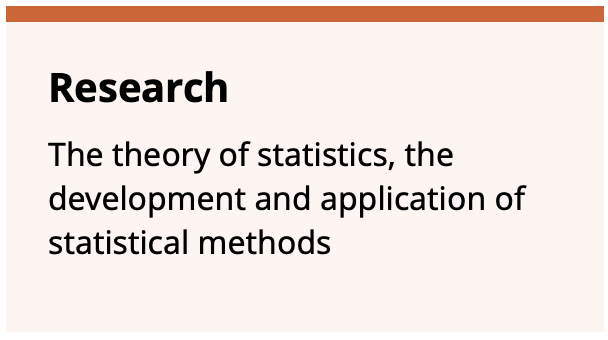 Research
The theory of statistics, the
development and application of
statistical methods